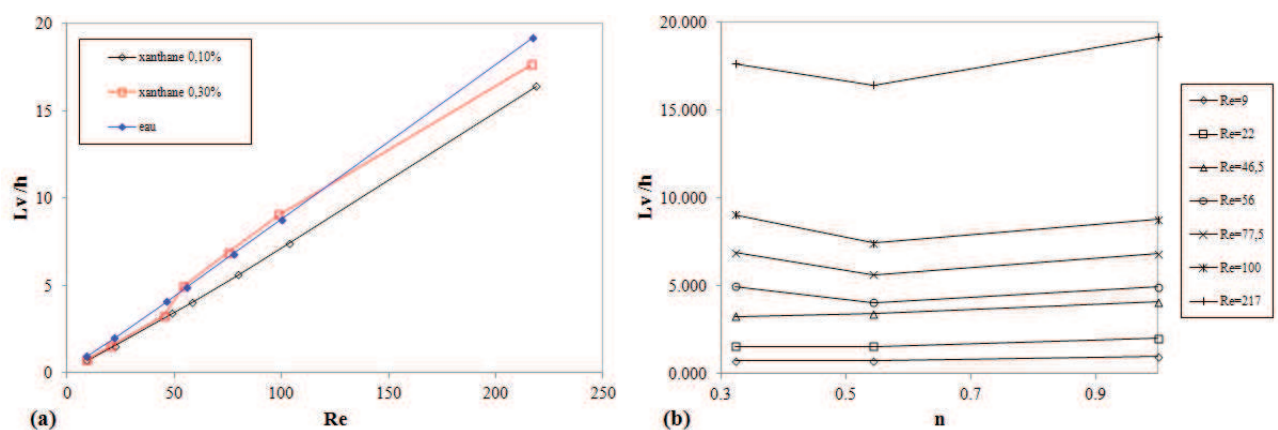 20
15
10
5
0
Lv/h
xanthane 0,10%
xanthane 0,30%
eau
0 50 100 150 200 250
(a)
Re
20.000
15.000
10.000
5.000
0.000
Lv/h
0.3 0.5 0.7 0.9
(b)
n
Re=9
Re=22
Re=46,5
Re=56
Re=77,5
Re=100
Re=217